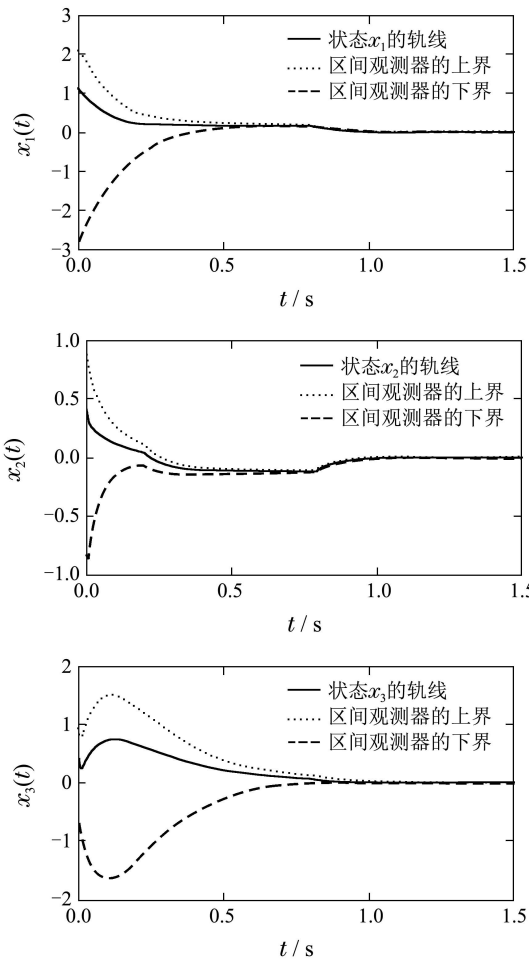 3
2
1
0
−1
−2
−3
x₁(t)
状态x₁的轨线
区间观测器的上界
区间观测器的下界
0.0 0.5 1.0 1.5
t / s
1.0
0.5
0.0
−0.5
−1.0
x₂(t)
状态x₂的轨线
区间观测器的上界
区间观测器的下界
0.0 0.5 1.0 1.5
t / s
2
1
0
−1
−2
x₃(t)
状态x₃的轨线
区间观测器的上界
区间观测器的下界
0.0 0.5 1.0 1.5
t / s